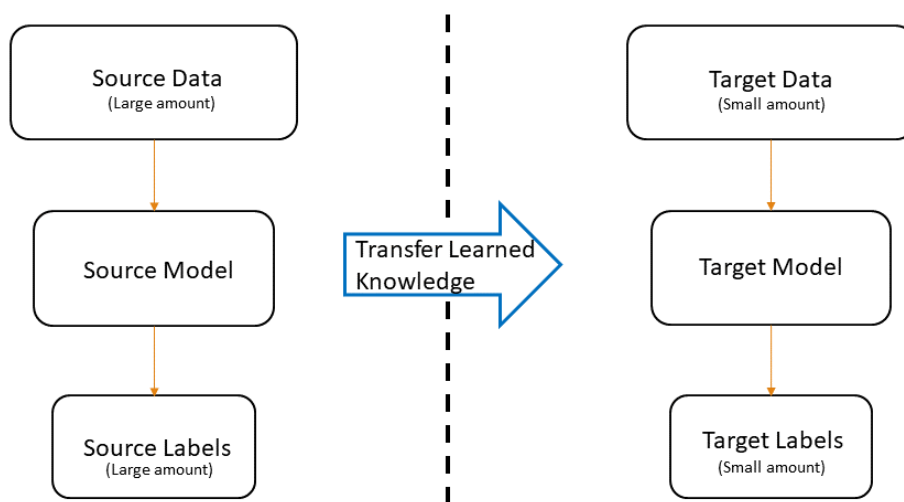 Source Data
(Large amount)
Source Model
Source Labels
(Large amount)
Transfer Learned
Knowledge
Target Data
(Small amount)
Target Model
Target Labels
(Small amount)